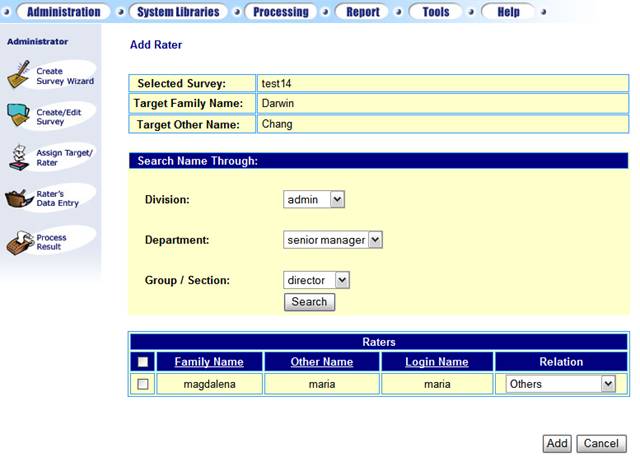 Administration System Libraries Processing Report Tools Help
Administrator
Create
Survey Wizard
Create/Edit
Survey
Assign Target/
Rater
Rater's
Data Entry
Process
Result
Add Rater
Selected Survey: test14
Target Family Name: Darwin
Target Other Name: Chang
Search Name Through:
Division: admin
Department: senior manager
Group / Section: director
Search
Raters
Family Name Other Name Login Name Relation
magdalena maria maria Others
Add Cancel